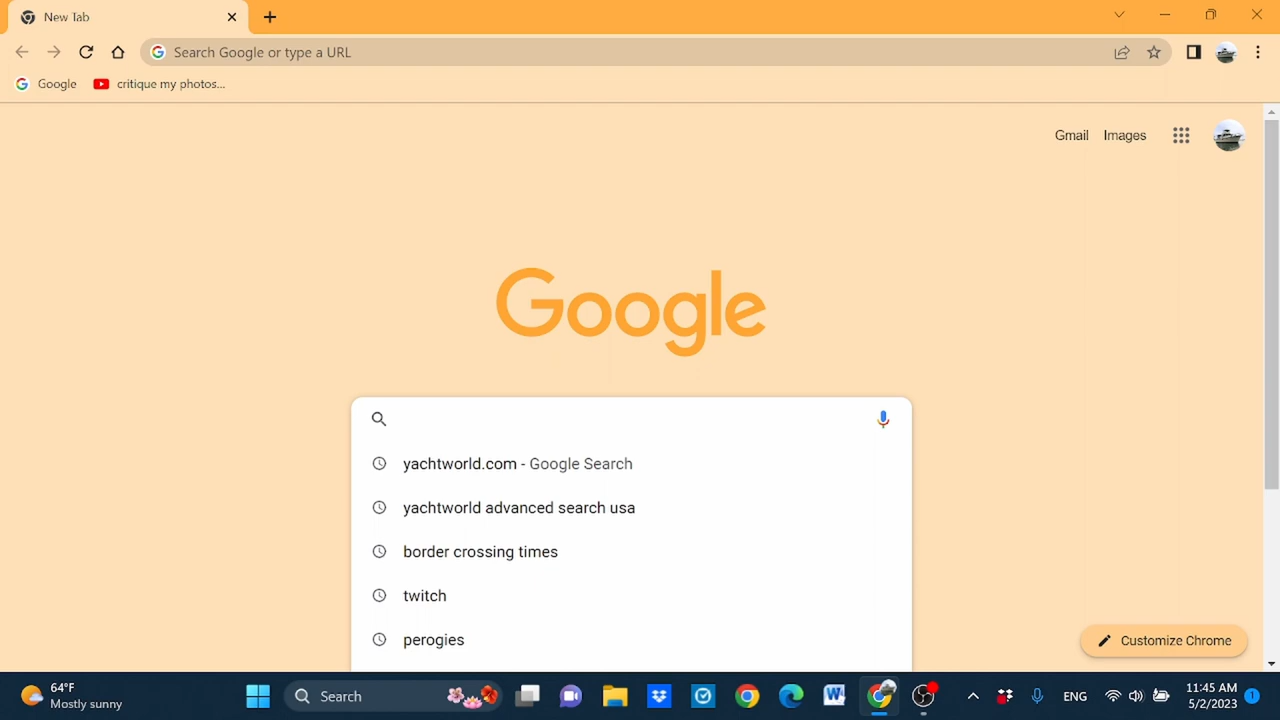 New Tab
Search Google or type a URL
Google
critique my photos...
Gmail
Images
Google
yachtworld.com - Google Search
yachtworld advanced search usa
border crossing times
twitch
perogies
Customize Chrome
64°F
Mostly sunny
Search
ENG
11:45 AM
5/2/2023
1